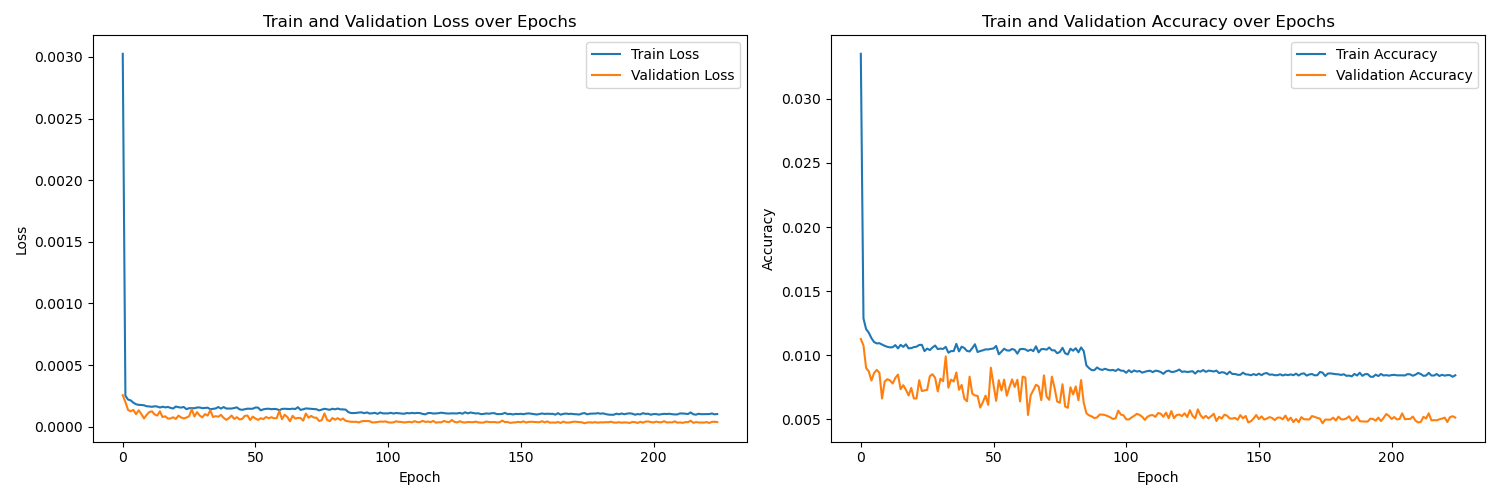 Train and Validation Loss over Epochs
Train Loss
Validation Loss
0.0030
0.0025
0.0020
0.0015
0.0010
0.0005
0.0000
Loss
0
50
100
150
200
Epoch
Train and Validation Accuracy over Epochs
Train Accuracy
Validation Accuracy
0.030
0.025
0.020
0.015
0.010
0.005
Accuracy
0
50
100
150
200
Epoch